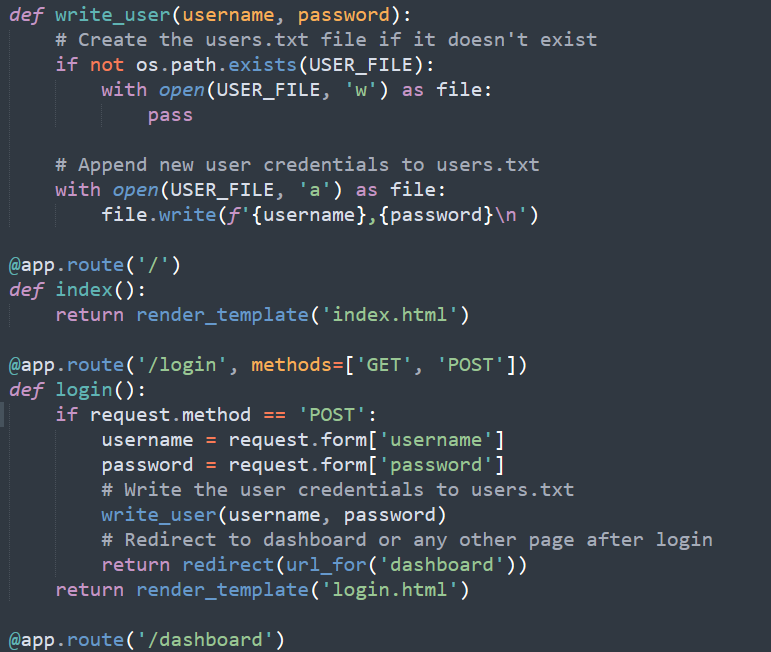 def write_user(username, password):
    # Create the users.txt file if it doesn't exist
    if not os.path.exists(USER_FILE):
        with open(USER_FILE, 'w') as file:
            pass

    # Append new user credentials to users.txt
    with open(USER_FILE, 'a') as file:
        file.write(f'{username},{password}\n')

@app.route('/')
def index():
    return render_template('index.html')

@app.route('/login', methods=['GET', 'POST'])
def login():
    if request.method == 'POST':
        username = request.form['username']
        password = request.form['password']
        # Write the user credentials to users.txt
        write_user(username, password)
        # Redirect to dashboard or any other page after login
        return redirect(url_for('dashboard'))
    return render_template('login.html')

@app.route('/dashboard')